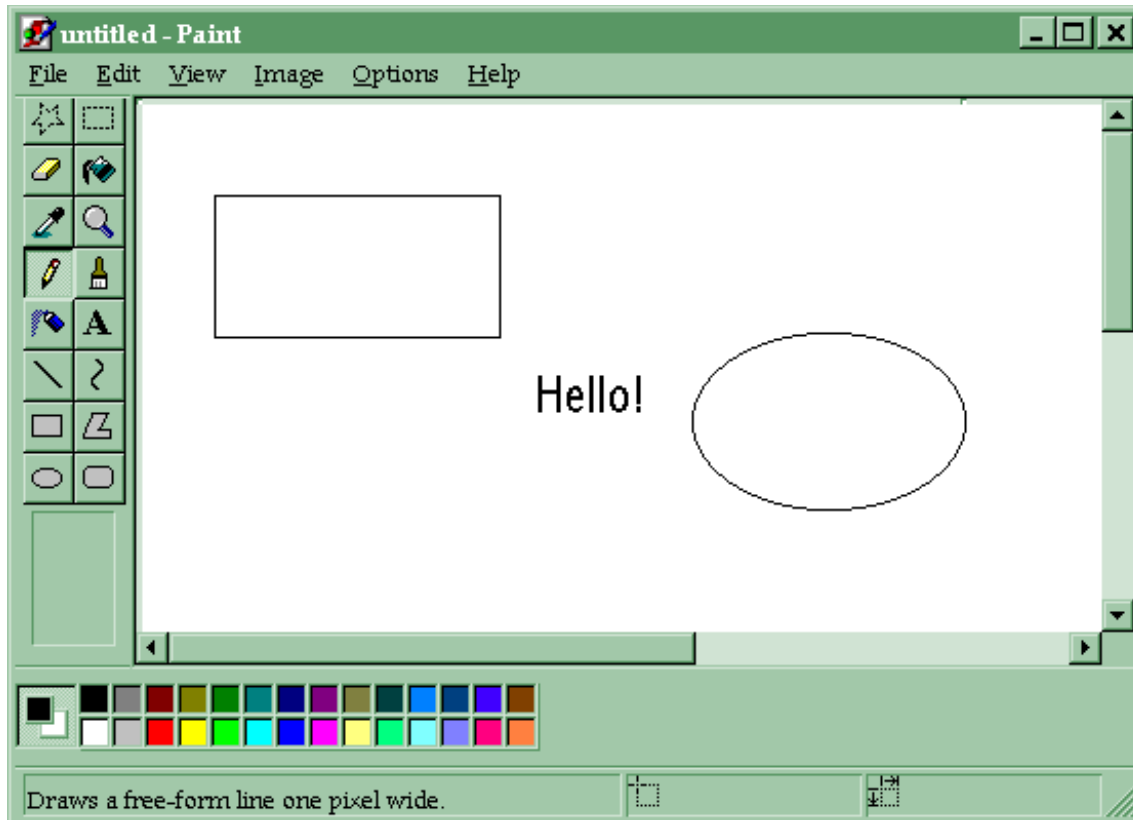 untitled - Paint
File Edit View Image Options Help
A
Hello!
Draws a free-form line one pixel wide.